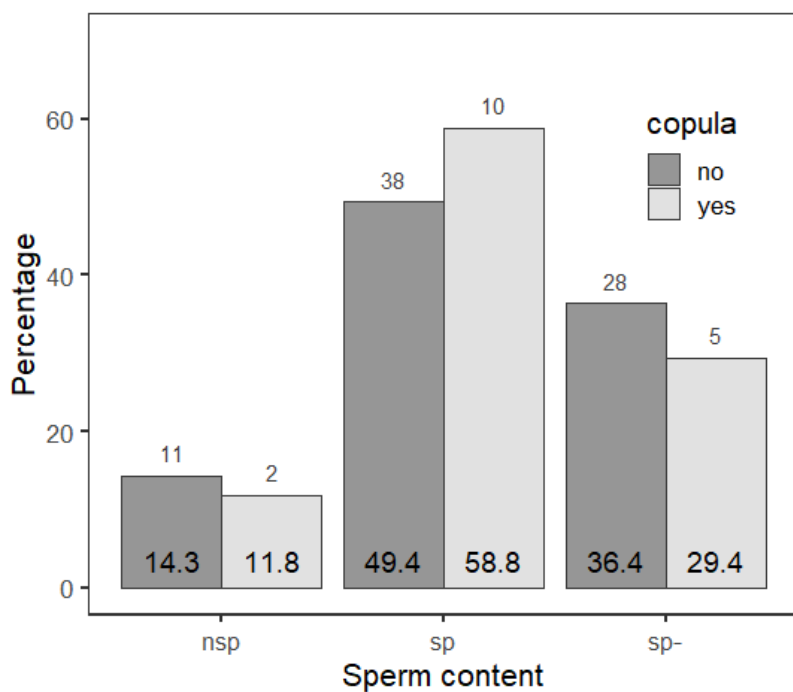 10
60
copula
38
no
yes
40
28
5
Percentage
20
11
2
14.3
11.8
49.4
58.8
36.4
29.4
0
nsp
sp
sp-
Sperm content